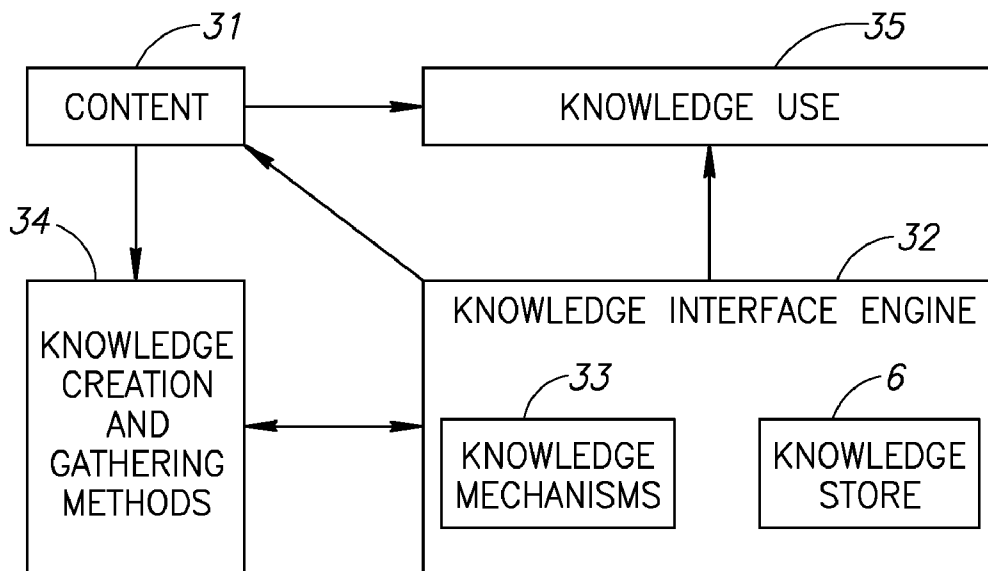 31
CONTENT
35
KNOWLEDGE USE
34
KNOWLEDGE
CREATION
AND
GATHERING
METHODS
32
KNOWLEDGE INTERFACE ENGINE
33
KNOWLEDGE
MECHANISMS
6
KNOWLEDGE
STORE